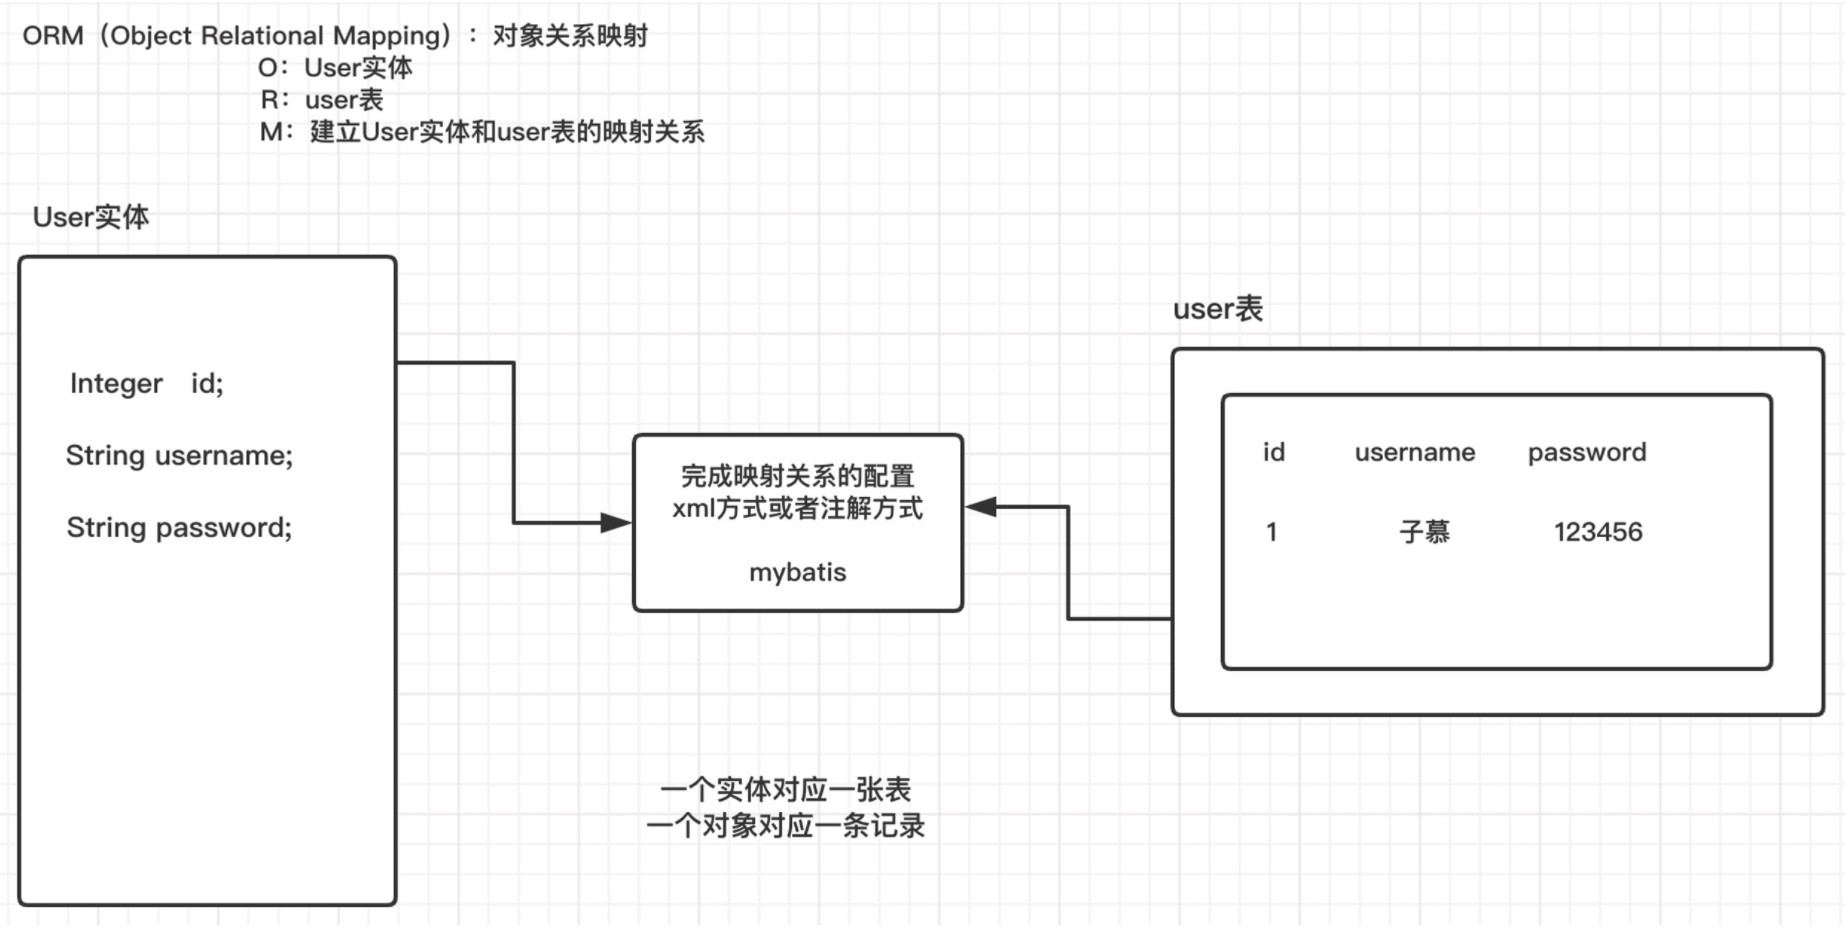 ORM（Object Relational Mapping）：对象关系映射
O：User实体
R：user表
M：建立User实体和user表的映射关系
User实体
Integer id;
String username;
String password;
完成映射关系的配置
xml方式或者注解方式
mybatis
user表
id username password
1 子慕 123456
一个实体对应一张表
一个对象对应一条记录